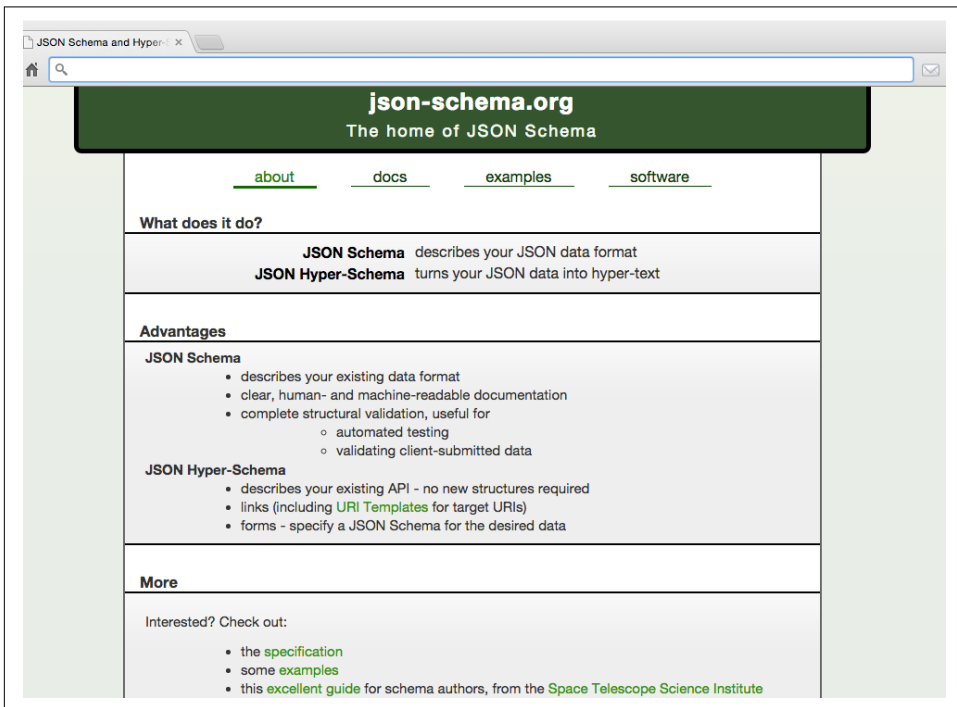 JSON Schema and Hyper-
json-schema.org
The home of JSON Schema
about docs examples software
What does it do?
JSON Schema describes your JSON data format
JSON Hyper-Schema turns your JSON data into hyper-text
Advantages
JSON Schema
• describes your existing data format
• clear, human- and machine-readable documentation
• complete structural validation, useful for
◦ automated testing
◦ validating client-submitted data
JSON Hyper-Schema
• describes your existing API - no new structures required
• links (including URI Templates for target URIs)
• forms - specify a JSON Schema for the desired data
More
Interested? Check out:
• the specification
• some examples
• this excellent guide for schema authors, from the Space Telescope Science Institute